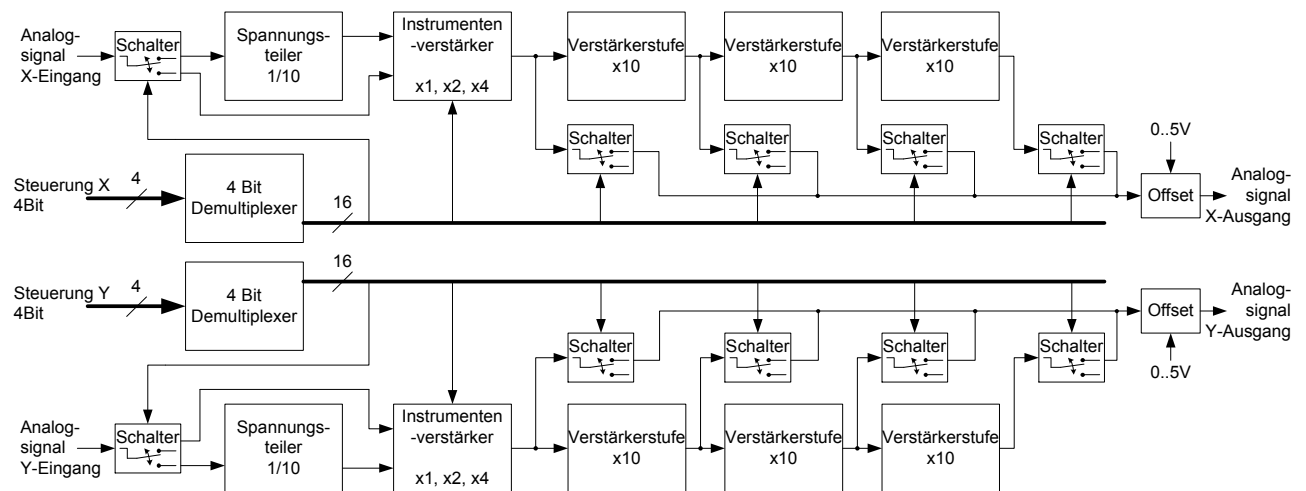 Analog-
signal
X-Eingang
Schalter
Spannungs-
teiler
1/10
Instrumenten
-verstärker
x1, x2, x4
Verstärkerstufe
x10
Verstärkerstufe
x10
Verstärkerstufe
x10
Schalter
Schalter
Schalter
Schalter
0..5V
Offset
Analog-
signal
X-Ausgang
Steuerung X
4Bit
4
4 Bit
Demultiplexer
16
Steuerung Y
4Bit
4
4 Bit
Demultiplexer
16
Schalter
Schalter
Schalter
Schalter
Offset
0..5V
Analog-
signal
Y-Ausgang
Analog-
signal
Y-Eingang
Schalter
Spannungs-
teiler
1/10
Instrumenten
-verstärker
x1, x2, x4
Verstärkerstufe
x10
Verstärkerstufe
x10
Verstärkerstufe
x10